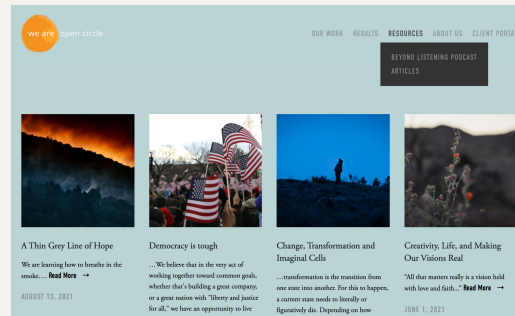 we are open circle
OUR WORK RESULTS RESOURCES ABOUT US CLIENT PORTA
BEYOND LISTENING PODCAST
ARTICLES
A Thin Grey Line of Hope
We are learning how to breathe in the
smoke.... Read More →
AUGUST 13, 2021
Democracy is tough
…We believe that in the very act of
working together toward common goals,
whether that's building a great company,
or a great nation with "liberty and justice
for all," we have an opportunity to live
Change, Transformation and
Imaginal Cells
…transformation is the transition from
one state into another. For this to happen,
a current state needs to literally or
figuratively die. Depending on how
Creativity, Life, and Making
Our Visions Real
"All that matters really is a vision held
with love and faith..." Read More →
JUNE 1, 2021